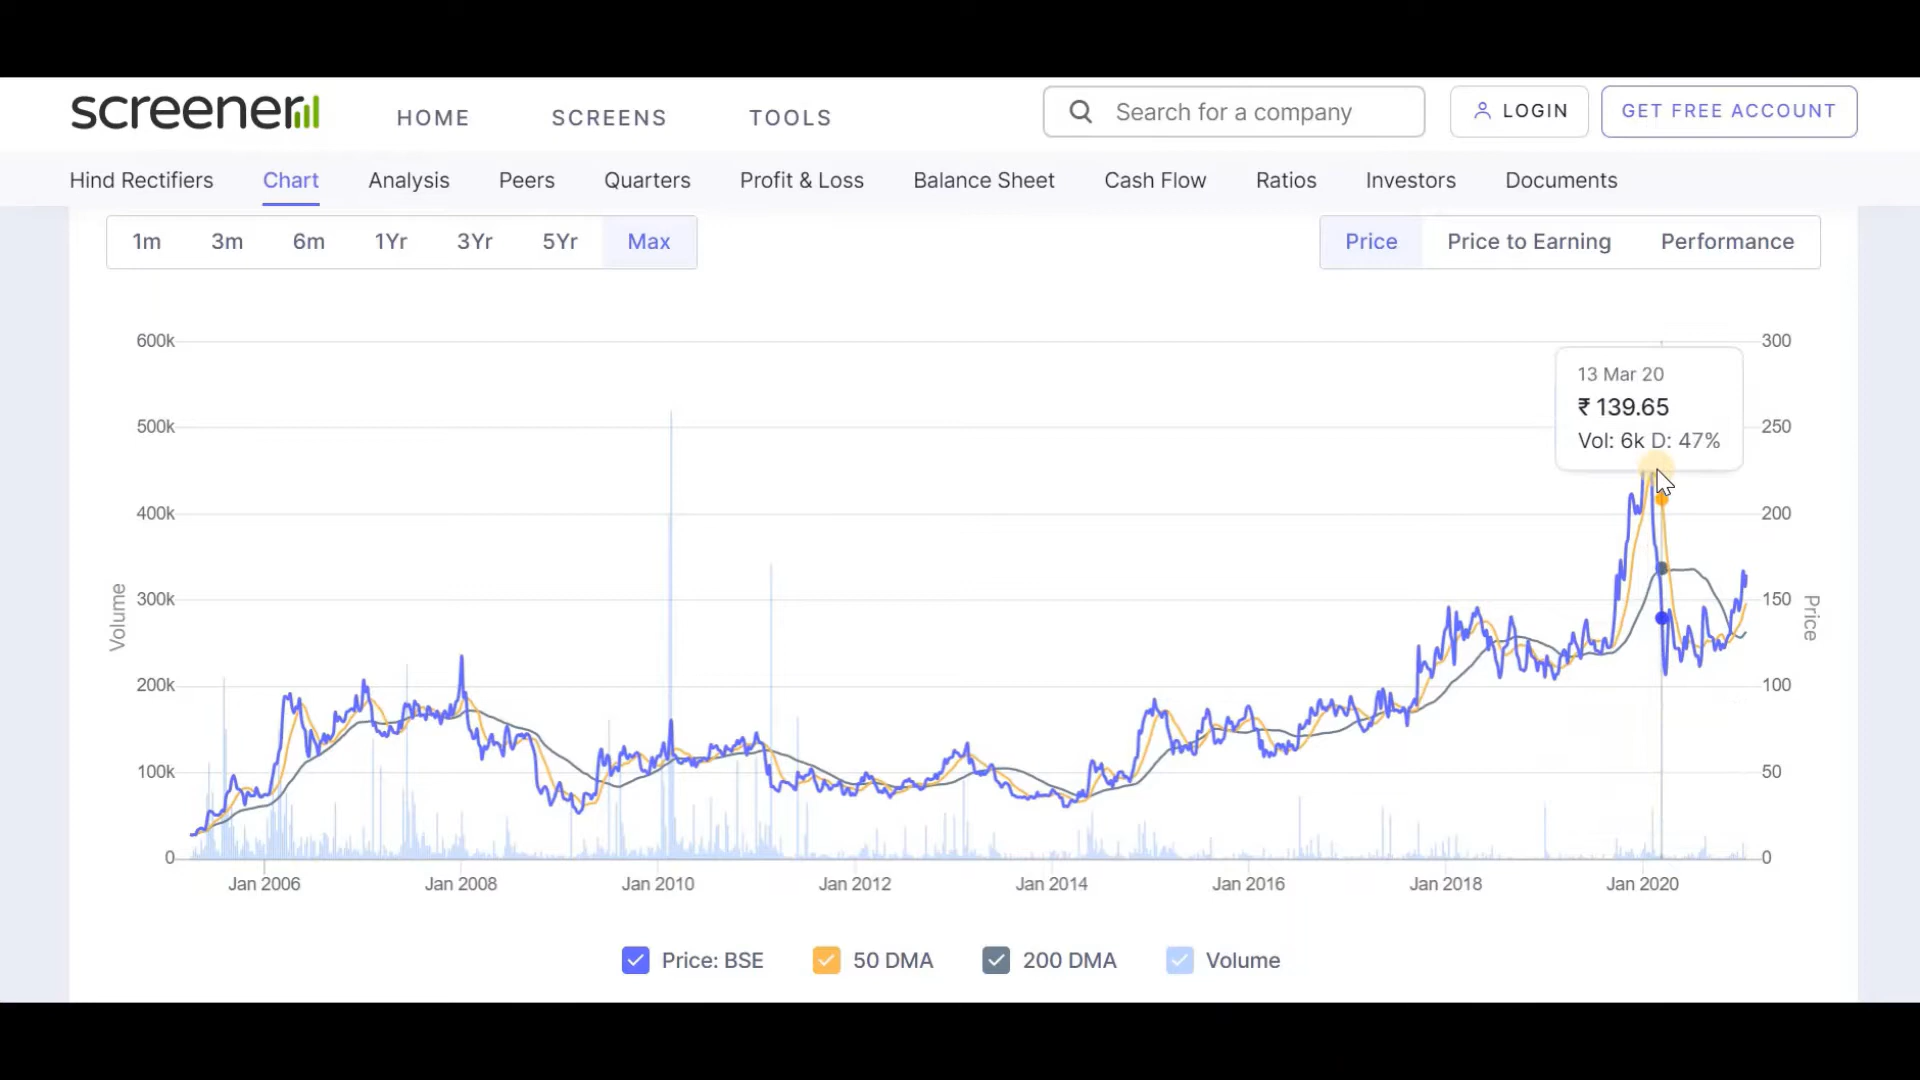 screener
HOME
SCREENS
TOOLS
Search for a company
LOGIN
GET FREE ACCOUNT
Hind Rectifiers
Chart
Analysis
Peers
Quarters
Profit & Loss
Balance Sheet
Cash Flow
Ratios
Investors
Documents
1m
3m
6m
1Yr
3Yr
5Yr
Max
Price
Price to Earning
Performance
600k
500k
400k
300k
200k
100k
0
Volume
300
250
200
150
100
50
0
Price
13 Mar 20
₹ 139.65
Vol: 6k D: 47%
Jan 2006
Jan 2008
Jan 2010
Jan 2012
Jan 2014
Jan 2016
Jan 2018
Jan 2020
Price: BSE
50 DMA
200 DMA
Volume